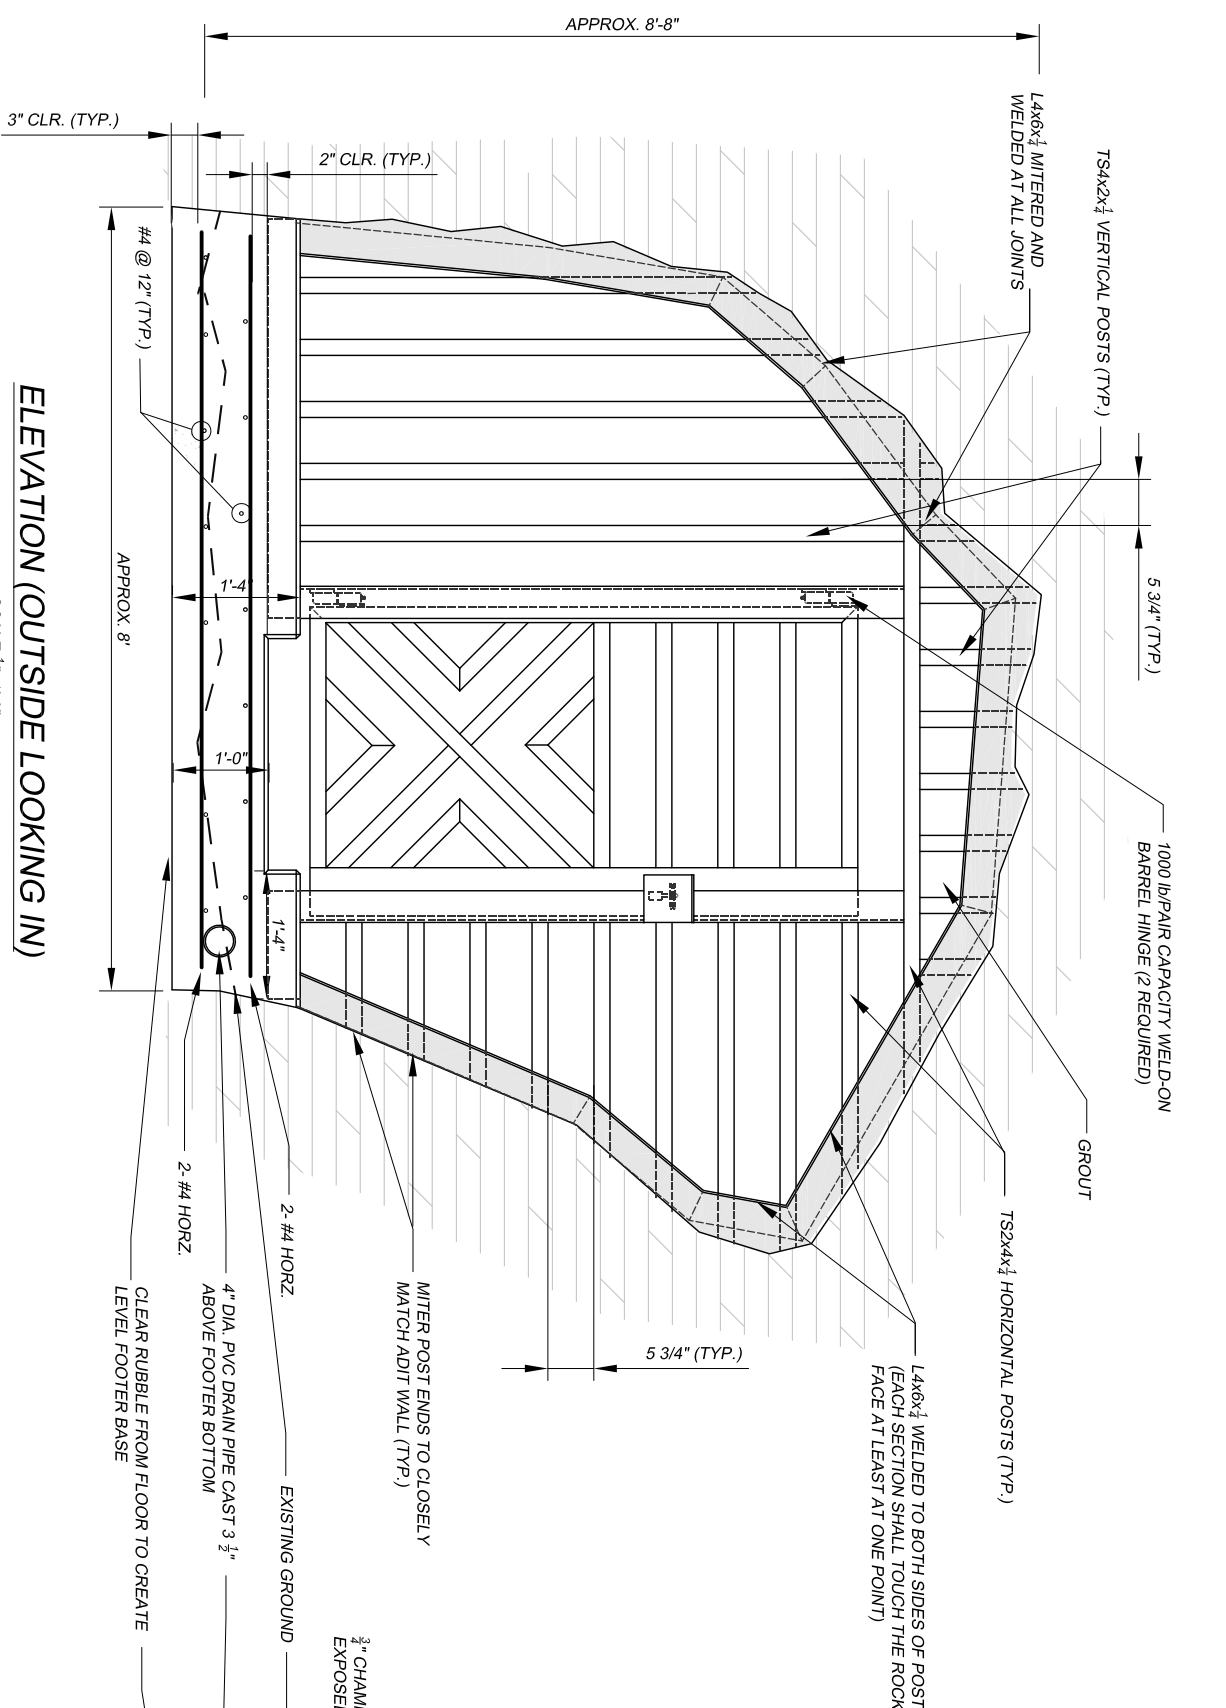 APPROX. 8'-8"
3" CLR. (TYP.)
2" CLR. (TYP.)
L4x6x1/4 MITERED AND
WELDED AT ALL JOINTS
TS4x2x1/4 VERTICAL POSTS (TYP.)
5 3/4" (TYP.)
1000 lb/PAIR CAPACITY WELD-ON
BARREL HINGE (2 REQUIRED)
GROUT
TS2x4x1/4 HORIZONTAL POSTS (TYP.)
L4x6x1/4 WELDED TO BOTH SIDES OF POST
(EACH SECTION SHALL TOUCH THE ROCK
FACE AT LEAST AT ONE POINT)
5 3/4" (TYP.)
MITER POST ENDS TO CLOSELY
MATCH ADIT WALL (TYP.)
#4 @ 12" (TYP.)
1'-4"
1'-0"
1'-4"
APPROX. 8'
2- #4 HORZ.
EXISTING GROUND
2- #4 HORZ.
4" DIA. PVC DRAIN PIPE CAST 3 1/2"
ABOVE FOOTER BOTTOM
CLEAR RUBBLE FROM FLOOR TO CREATE
LEVEL FOOTER BASE
3/4" CHAM
EXPOSE
ELEVATION (OUTSIDE LOOKING IN)